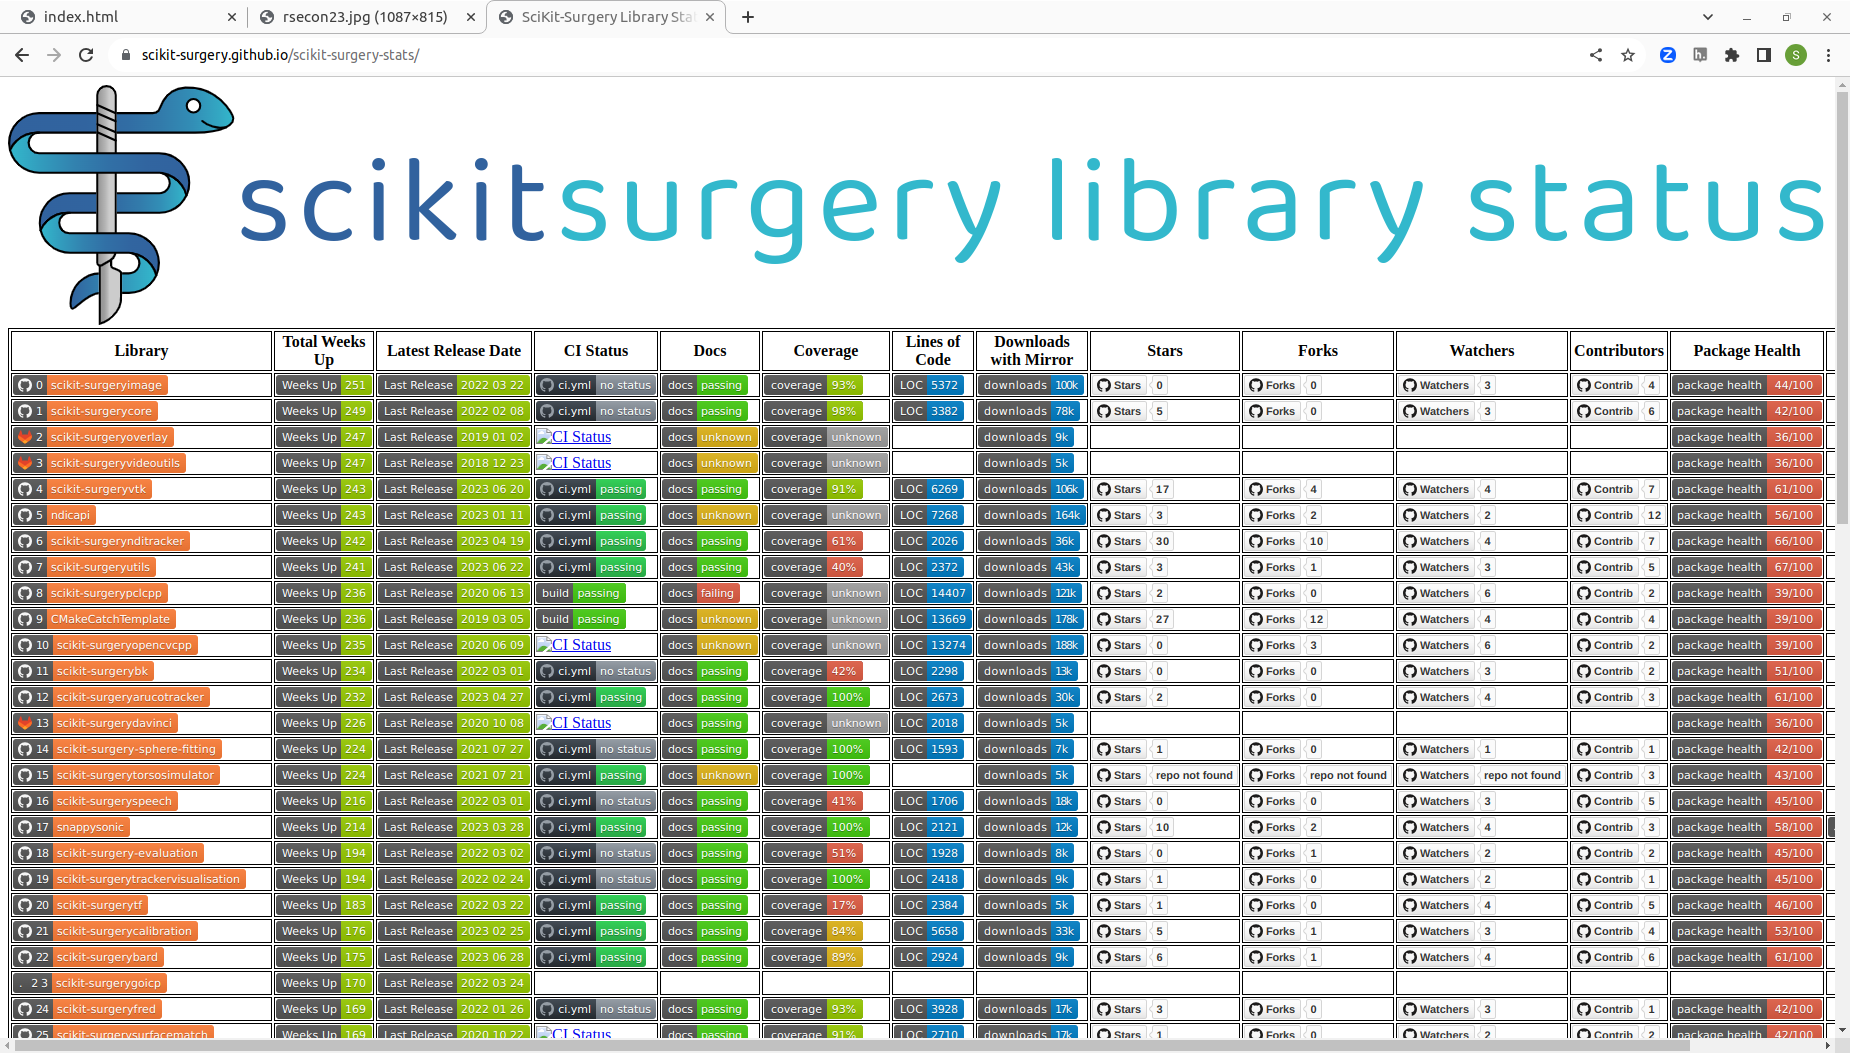 index.html
rsecon23.jpg (1087×815)
SciKit-Surgery Library Sta
scikit-surgery.github.io/scikit-surgery-stats/
S
scikitsurgery library status
Library Total Weeks Up Latest Release Date CI Status Docs Coverage Lines of Code Downloads with Mirror Stars Forks Watchers Contributors Package Health
0 scikit-surgeryimage Weeks Up 251 Last Release 2022 03 22 ci.yml no status docs passing coverage 93% LOC 5372 downloads 100k Stars 0 Forks 0 Watchers 3 Contrib 4 package health 44/100
1 scikit-surgerycore Weeks Up 249 Last Release 2022 02 08 ci.yml no status docs passing coverage 98% LOC 3382 downloads 78k Stars 5 Forks 0 Watchers 3 Contrib 6 package health 42/100
2 scikit-surgeryoverlay Weeks Up 247 Last Release 2019 01 02 CI Status docs unknown coverage unknown downloads 9k package health 36/100
3 scikit-surgeryvideoutils Weeks Up 247 Last Release 2018 12 23 CI Status docs unknown coverage unknown downloads 5k package health 36/100
4 scikit-surgeryvtk Weeks Up 243 Last Release 2023 06 20 ci.yml passing docs passing coverage 91% LOC 6269 downloads 106k Stars 17 Forks 4 Watchers 4 Contrib 7 package health 61/100
5 ndicapi Weeks Up 243 Last Release 2023 01 11 ci.yml passing docs unknown coverage unknown LOC 7268 downloads 164k Stars 3 Forks 2 Watchers 2 Contrib 12 package health 56/100
6 scikit-surgerynditracker Weeks Up 242 Last Release 2023 04 19 ci.yml passing docs passing coverage 61% LOC 2026 downloads 36k Stars 30 Forks 10 Watchers 4 Contrib 7 package health 66/100
7 scikit-surgeryutils Weeks Up 241 Last Release 2023 06 22 ci.yml passing docs passing coverage 40% LOC 2372 downloads 43k Stars 3 Forks 1 Watchers 3 Contrib 5 package health 67/100
8 scikit-surgerypclcpp Weeks Up 236 Last Release 2020 06 13 build passing docs failing coverage unknown LOC 14407 downloads 121k Stars 2 Forks 0 Watchers 6 Contrib 2 package health 39/100
9 CMakeCatchTemplate Weeks Up 236 Last Release 2019 03 05 build passing docs unknown coverage unknown LOC 13669 downloads 178k Stars 27 Forks 12 Watchers 4 Contrib 4 package health 39/100
10 scikit-surgeryopencvcpp Weeks Up 235 Last Release 2020 06 09 CI Status docs unknown coverage unknown LOC 13274 downloads 188k Stars 0 Forks 3 Watchers 6 Contrib 2 package health 39/100
11 scikit-surgerybk Weeks Up 234 Last Release 2022 03 01 ci.yml no status docs passing coverage 42% LOC 2298 downloads 13k Stars 0 Forks 0 Watchers 3 Contrib 2 package health 51/100
12 scikit-surgeryarucotracker Weeks Up 232 Last Release 2023 04 27 ci.yml passing docs passing coverage 100% LOC 2673 downloads 30k Stars 2 Forks 0 Watchers 4 Contrib 3 package health 61/100
13 scikit-surgerydavinci Weeks Up 226 Last Release 2020 10 08 CI Status docs passing coverage unknown LOC 2018 downloads 5k package health 36/100
14 scikit-surgery-sphere-fitting Weeks Up 224 Last Release 2021 07 27 ci.yml no status docs passing coverage 100% LOC 1593 downloads 7k Stars 1 Forks 0 Watchers 1 Contrib 1 package health 42/100
15 scikit-surgerytorsosimulator Weeks Up 224 Last Release 2021 07 21 ci.yml passing docs unknown coverage 100% downloads 5k Stars repo not found Forks repo not found Watchers repo not found Contrib 3 package health 43/100
16 scikit-surgeryspeech Weeks Up 216 Last Release 2022 03 01 ci.yml no status docs passing coverage 41% LOC 1706 downloads 18k Stars 0 Forks 0 Watchers 3 Contrib 5 package health 45/100
17 snappysonic Weeks Up 214 Last Release 2023 03 28 ci.yml passing docs passing coverage 100% LOC 2121 downloads 12k Stars 10 Forks 2 Watchers 4 Contrib 3 package health 58/100
18 scikit-surgery-evaluation Weeks Up 194 Last Release 2022 03 02 ci.yml no status docs passing coverage 51% LOC 1928 downloads 8k Stars 0 Forks 1 Watchers 2 Contrib 2 package health 45/100
19 scikit-surgerytrackervisualisation Weeks Up 194 Last Release 2022 02 24 ci.yml no status docs passing coverage 100% LOC 2418 downloads 9k Stars 1 Forks 0 Watchers 2 Contrib 1 package health 45/100
20 scikit-surgerytf Weeks Up 183 Last Release 2022 03 22 ci.yml passing docs passing coverage 17% LOC 2384 downloads 5k Stars 1 Forks 0 Watchers 4 Contrib 5 package health 46/100
21 scikit-surgerycalibration Weeks Up 176 Last Release 2023 02 25 ci.yml passing docs passing coverage 84% LOC 5658 downloads 33k Stars 5 Forks 1 Watchers 3 Contrib 4 package health 53/100
22 scikit-surgerybard Weeks Up 175 Last Release 2023 06 28 ci.yml passing docs passing coverage 89% LOC 2924 downloads 9k Stars 6 Forks 1 Watchers 4 Contrib 6 package health 61/100
. 2 3 scikit-surgerygoicp Weeks Up 170 Last Release 2022 03 24
24 scikit-surgeryfred Weeks Up 169 Last Release 2022 01 26 ci.yml no status docs passing coverage 93% LOC 3928 downloads 17k Stars 3 Forks 0 Watchers 3 Contrib 1 package health 42/100
25 scikit-surgerysurfacematch Weeks Up 169 Last Release 2020 10 22 CI Status docs passing coverage 91% LOC 2710 downloads 17k Stars 1 Forks 0 Watchers 2 Contrib 2 package health 42/100